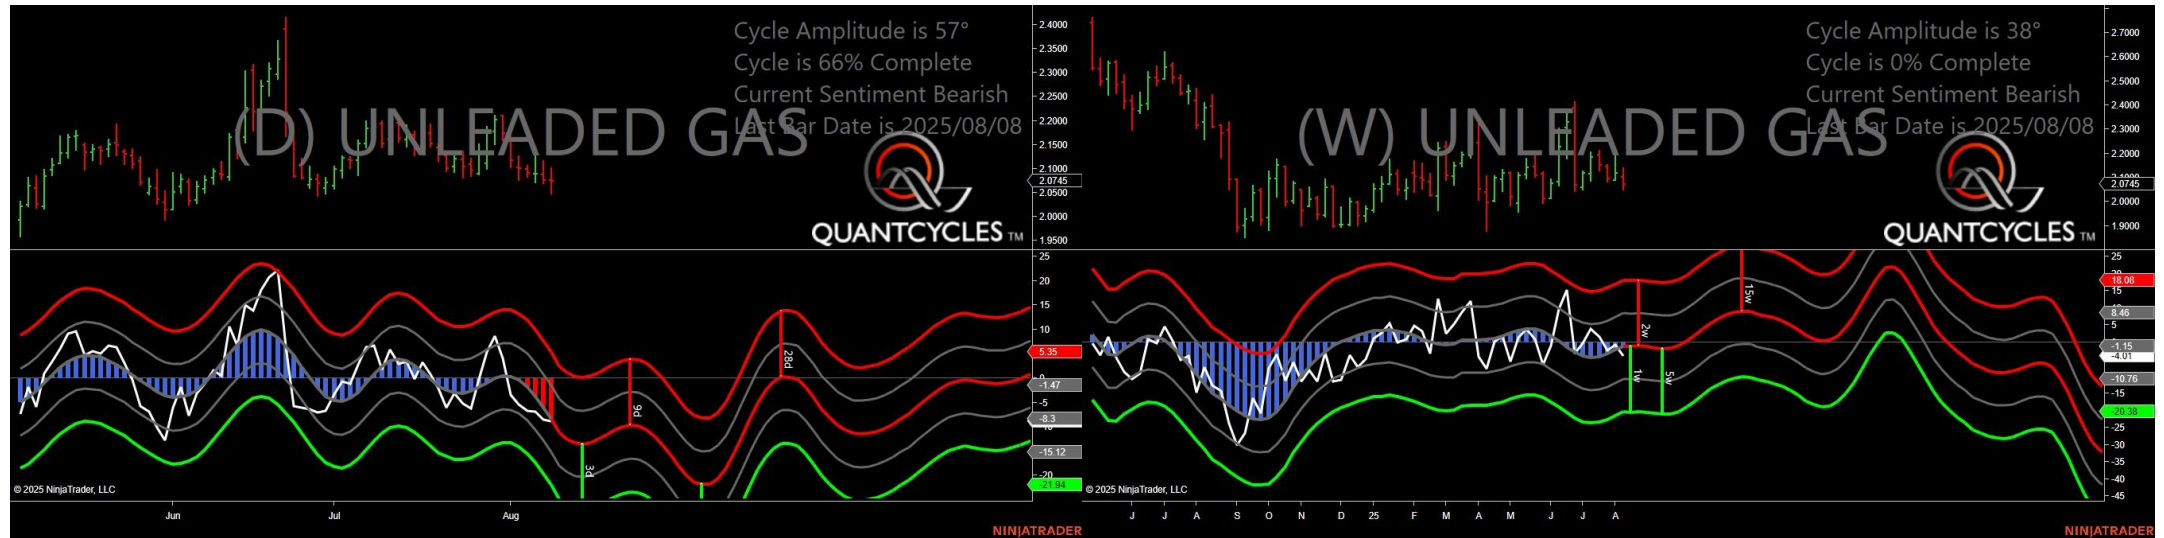 Cycle Amplitude is 57°
Cycle is 66% Complete
Current Sentiment Bearish
Last Bar Date is 2025/08/08
(D) UNLEADED GAS
QUANTCYCLES TM
2.4000
2.3000
2.2500
2.2000
2.1500
2.1000
2.0745
2.0500
2.0000
1.9500
25
20
15
10
5.35
0
-1.47
-5
-8.3
-15.12
-20
-21.94
9d
28d
3d
© 2025 NinjaTrader, LLC
Jun Jul Aug
NINJATRADER
Cycle Amplitude is 38°
Cycle is 0% Complete
Current Sentiment Bearish
Last Bar Date is 2025/08/08
(W) UNLEADED GAS
QUANTCYCLES TM
2.7000
2.6000
2.5000
2.4000
2.3000
2.2000
2.0745
1.9000
25
18.08
15
8.46
5
-1.15
-4.01
-10.76
-15
-20.38
-25
-30
-35
-40
-45
2w
15w
1w
5w
© 2025 NinjaTrader, LLC
J J A S O N D 25 F M A M J J A
NINJATRADER